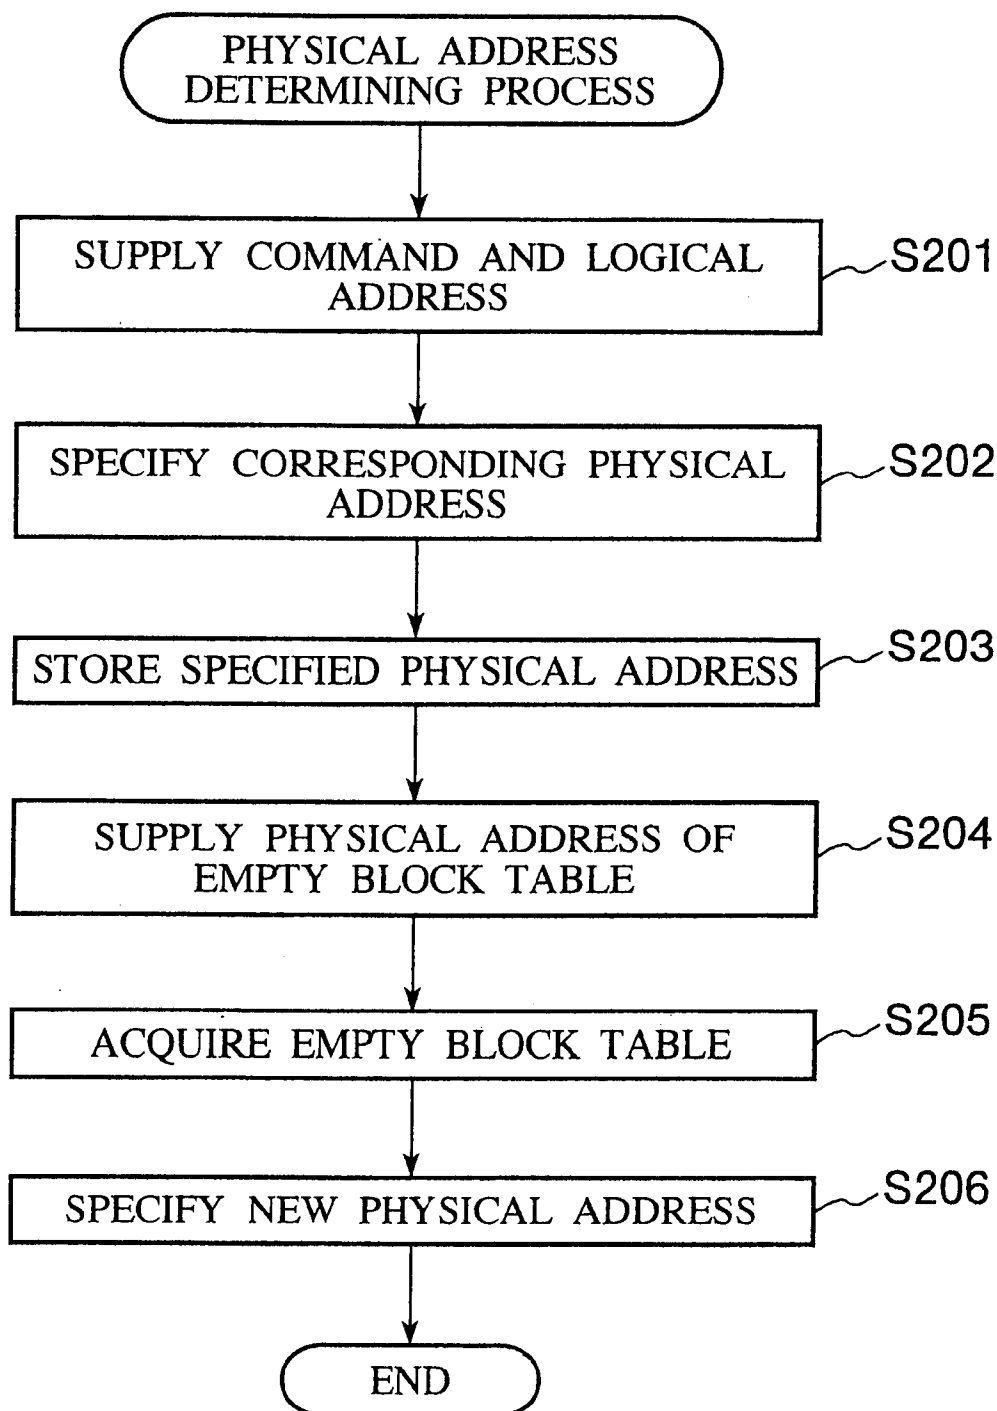 PHYSICAL ADDRESS
DETERMINING PROCESS
SUPPLY COMMAND AND LOGICAL
ADDRESS
S201
SPECIFY CORRESPONDING PHYSICAL
ADDRESS
S202
STORE SPECIFIED PHYSICAL ADDRESS
S203
SUPPLY PHYSICAL ADDRESS OF
EMPTY BLOCK TABLE
S204
ACQUIRE EMPTY BLOCK TABLE
S205
SPECIFY NEW PHYSICAL ADDRESS
S206
END